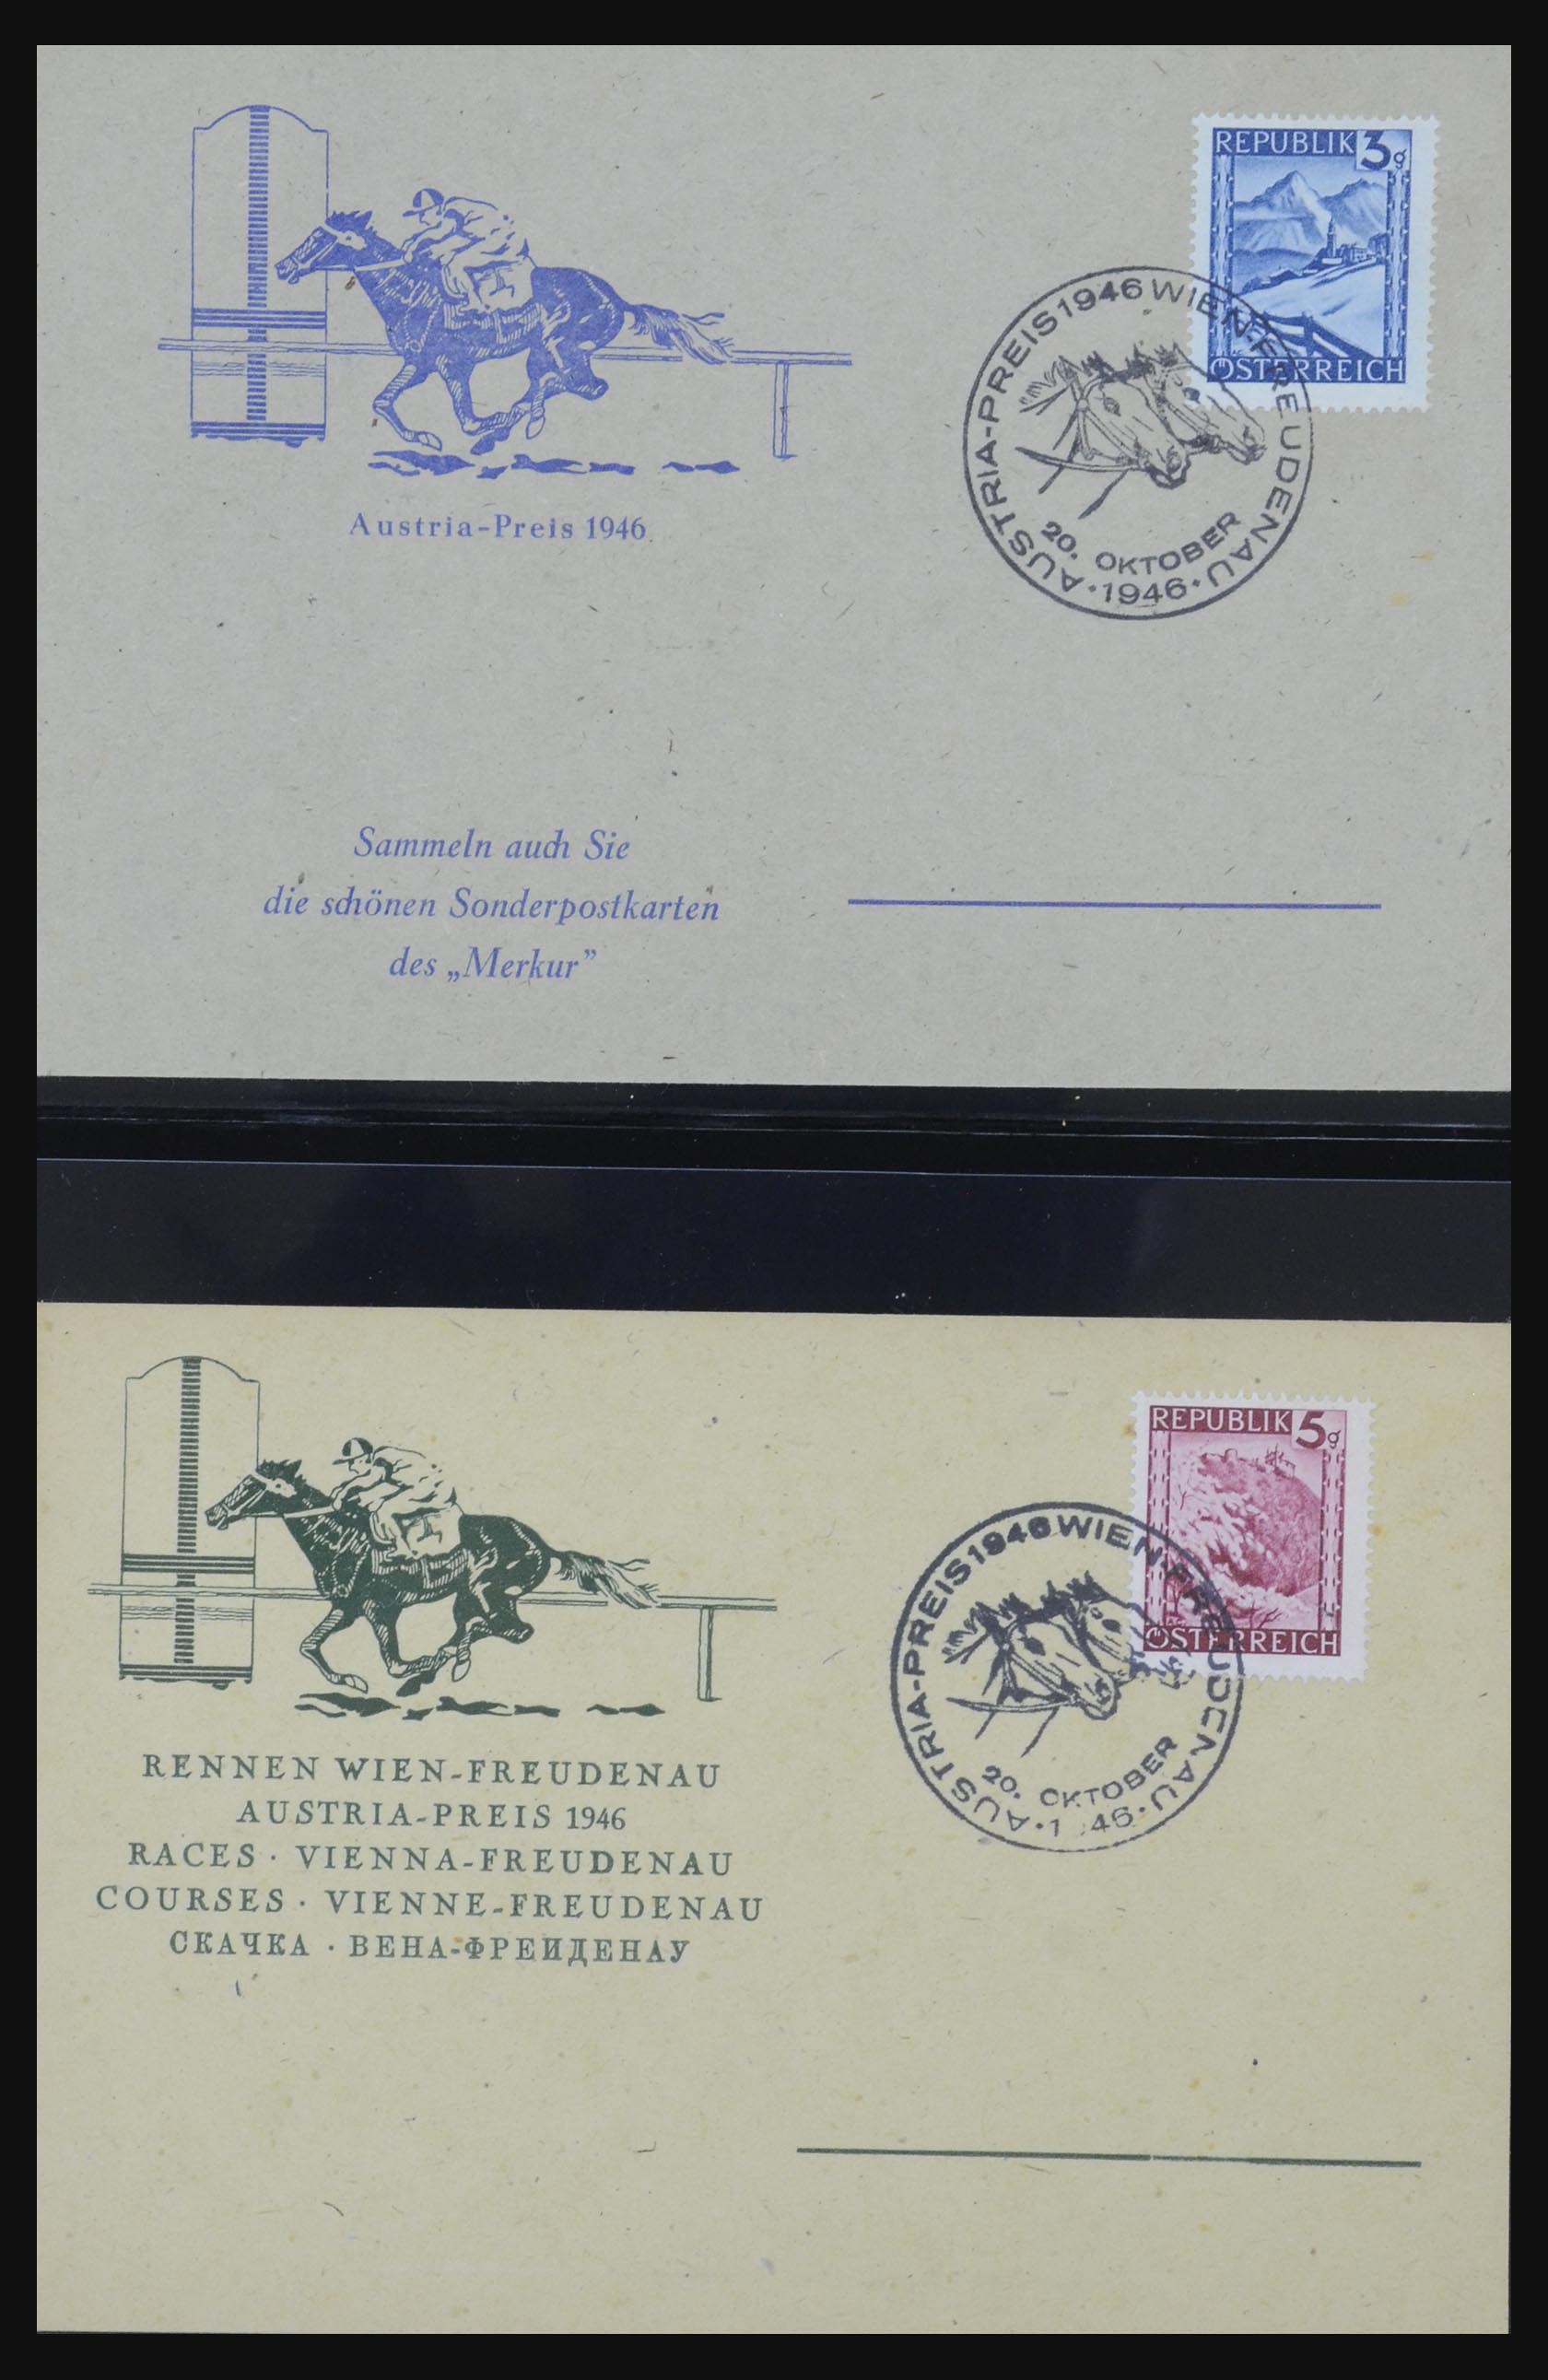 REPUBLIK 3g
ÖSTERREICH
AUSTRIA-PREIS 1946 WIEN-FREUDENAU
20. OKTOBER
·1946·
Austria-Preis 1946
Sammeln auch Sie
die schönen Sonderpostkarten
des „Merkur”
REPUBLIK 5g
ÖSTERREICH
AUSTRIA-PREIS 1946 WIEN-FREUDENAU
20. OKTOBER
·1 46·
RENNEN WIEN-FREUDENAU
AUSTRIA-PREIS 1946
RACES · VIENNA-FREUDENAU
COURSES · VIENNE-FREUDENAU
СКАЧКА · ВЕНА-ФРЕИДЕНАУ